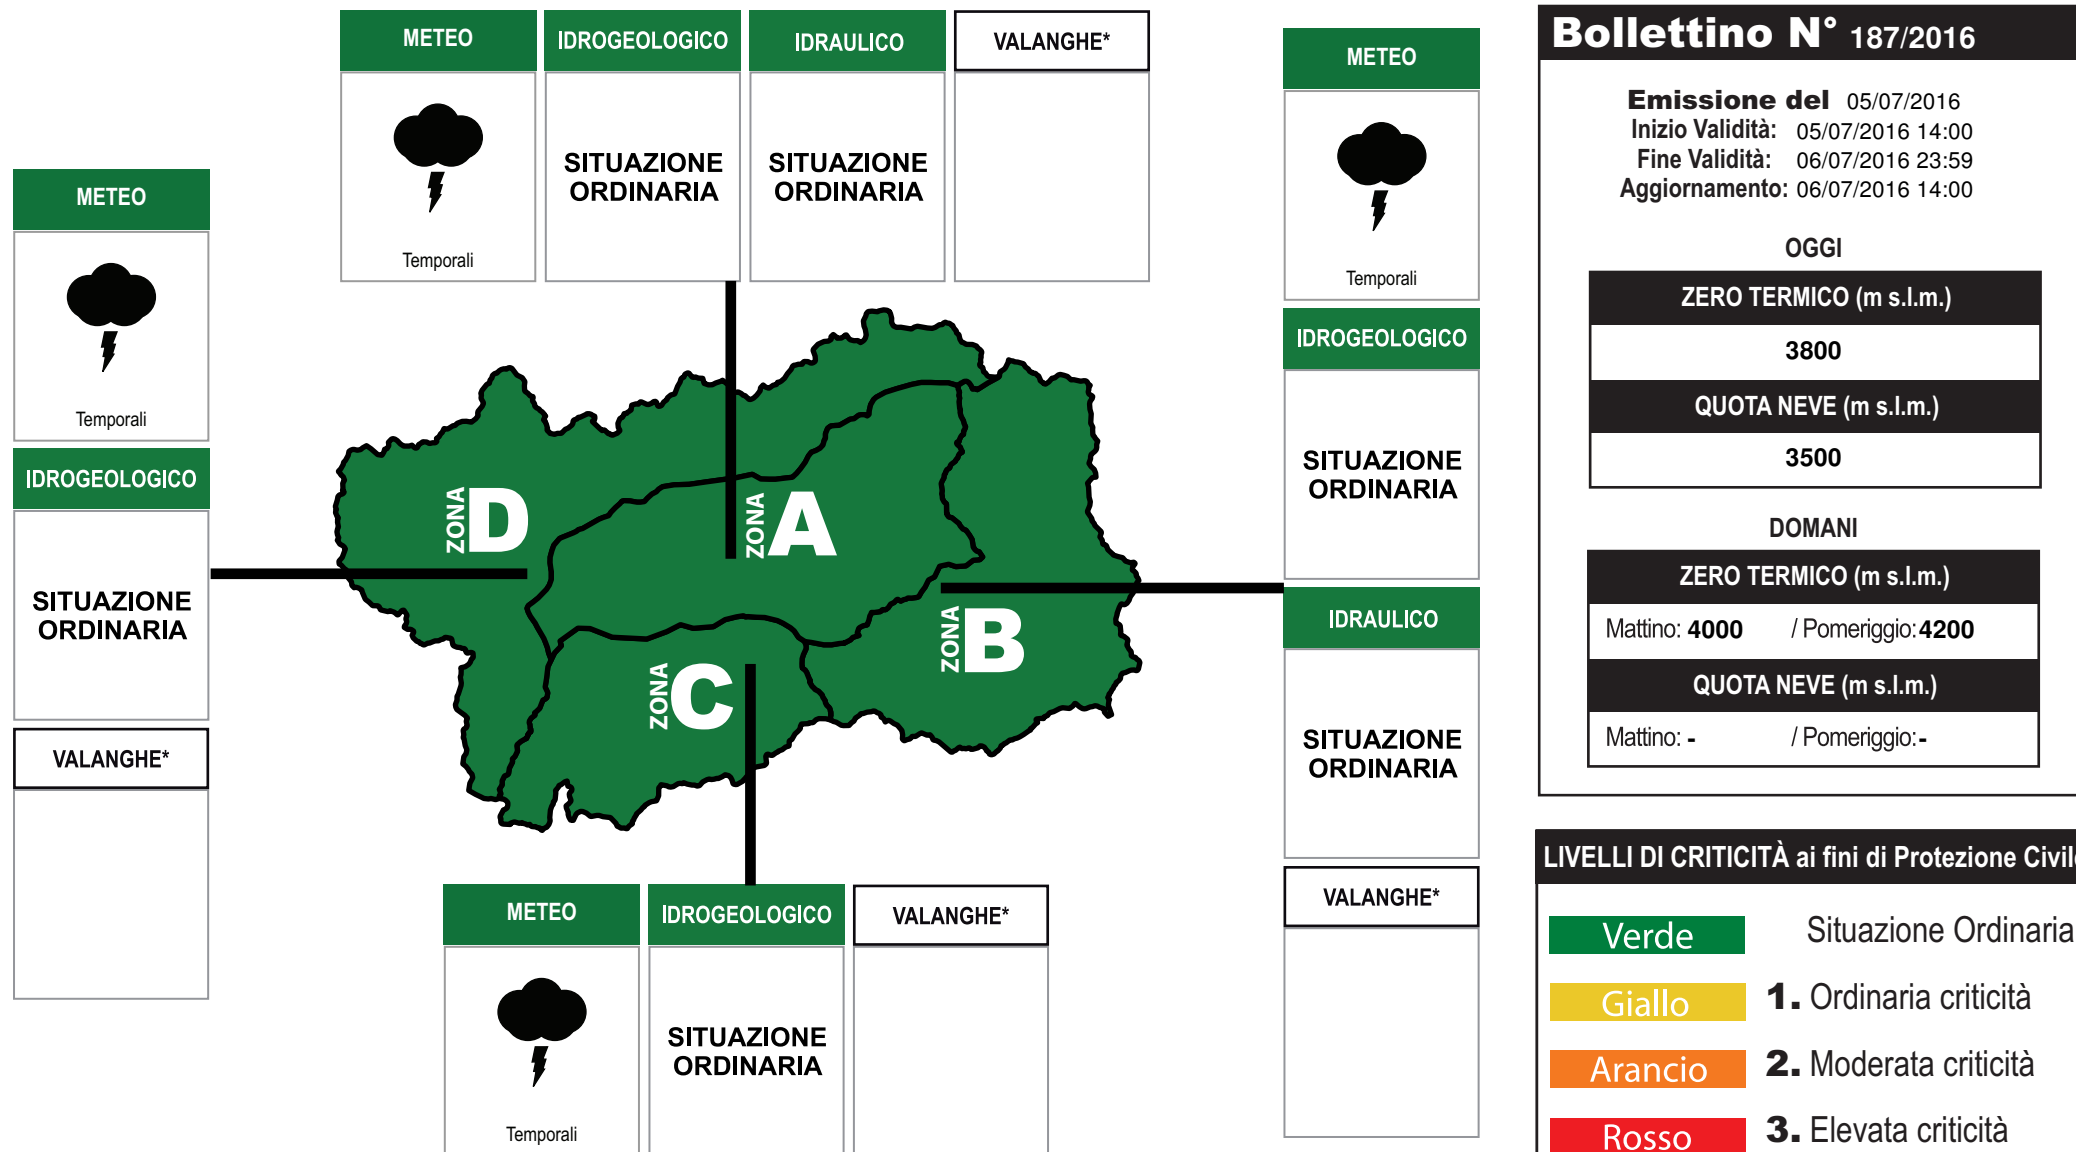 METEO
IDROGEOLOGICO
IDRAULICO
VALANGHE*
Temporali
SITUAZIONE
ORDINARIA
SITUAZIONE
ORDINARIA
METEO
Temporali
IDROGEOLOGICO
SITUAZIONE
ORDINARIA
VALANGHE*
ZONA D
ZONA A
ZONA B
ZONA C
METEO
Temporali
IDROGEOLOGICO
SITUAZIONE
ORDINARIA
IDRAULICO
SITUAZIONE
ORDINARIA
VALANGHE*
METEO
IDROGEOLOGICO
VALANGHE*
Temporali
SITUAZIONE
ORDINARIA
Bollettino N° 187/2016
Emissione del 05/07/2016
Inizio Validità: 05/07/2016 14:00
Fine Validità: 06/07/2016 23:59
Aggiornamento: 06/07/2016 14:00
OGGI
ZERO TERMICO (m s.l.m.)
3800
QUOTA NEVE (m s.l.m.)
3500
DOMANI
ZERO TERMICO (m s.l.m.)
Mattino: 4000 / Pomeriggio: 4200
QUOTA NEVE (m s.l.m.)
Mattino: - / Pomeriggio: -
LIVELLI DI CRITICITÀ ai fini di Protezione Civil
Verde Situazione Ordinaria
Giallo 1. Ordinaria criticità
Arancio 2. Moderata criticità
Rosso 3. Elevata criticità